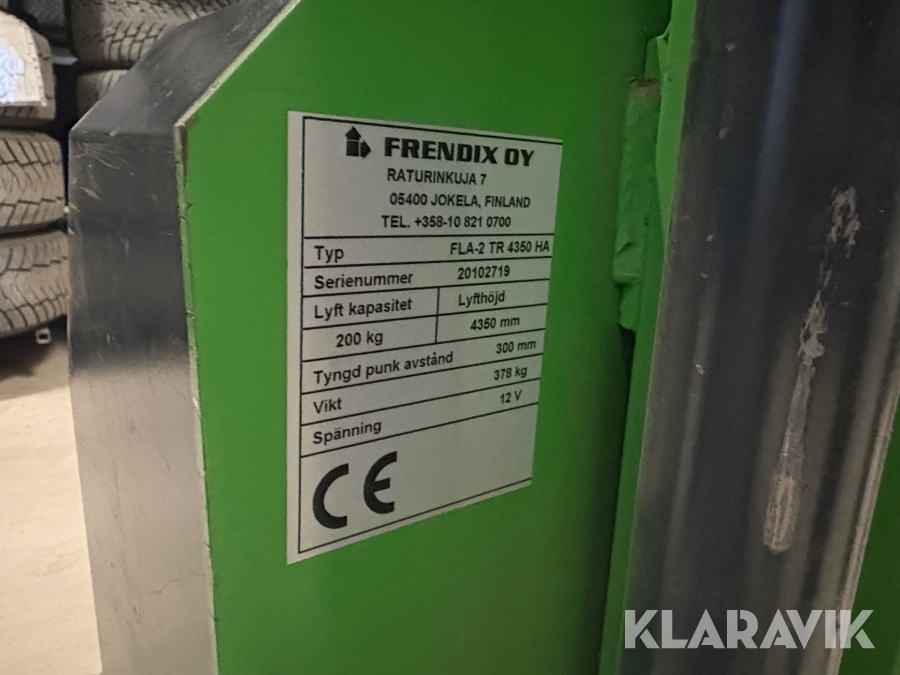 FRENDIX OY
RATURINKUJA 7
05400 JOKELA, FINLAND
TEL. +358-10 821 0700
Typ FLA-2 TR 4350 HA
Serienummer 20102719
Lyft kapasitet Lyfthöjd
200 kg 4350 mm
Tyngd punk avstånd 300 mm
Vikt 378 kg
Spänning 12 V
CE
KLARAVIK